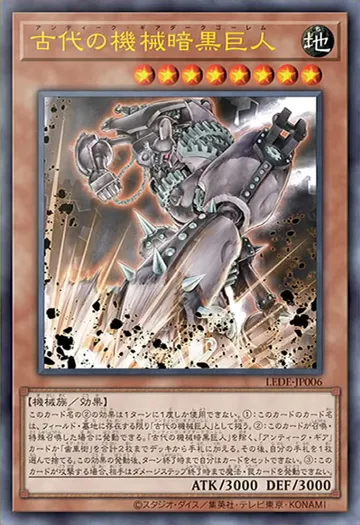 アンティーク・ギアダークゴーレム
古代の機械暗黒巨人
地
LEDE-JP006
【機械族／効果】
このカード名の②の効果は1ターンに1度しか使用できない。①：このカードのカード名
は、フィールド・墓地に存在する限り「古代の機械巨人」として扱う。②：このカードが召喚・
特殊召喚した場合に発動できる。「古代の機械暗黒巨人」を除く、「アンティーク・ギア」
カードか「歯車街」を合計2枚までデッキから手札に加える。その後、自分の手札を1枚
選んで捨てる。この効果の発動後、ターン終了時まで自分はカードをセットできない。③：こ
のカードが攻撃する場合、相手はダメージステップ終了時まで魔法・罠カードを発動できない。
ATK/3000 DEF/3000
©スタジオ・ダイス／集英社・テレビ東京・KONAMI